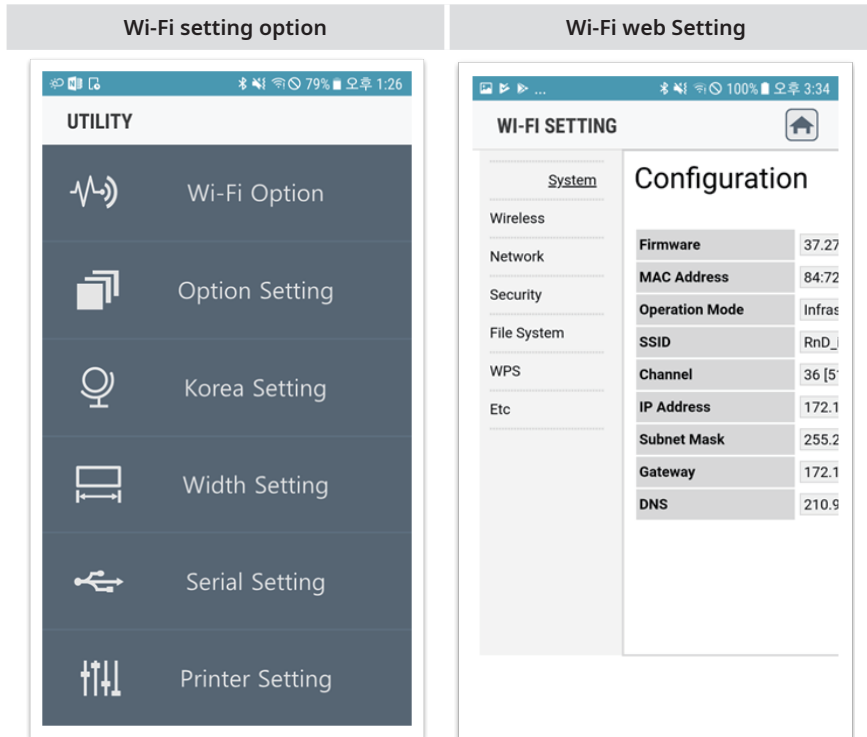 Wi-Fi setting option
79% 오후 1:26
UTILITY
Wi-Fi Option
Option Setting
Korea Setting
Width Setting
Serial Setting
Printer Setting
Wi-Fi web Setting
... 100% 오후 3:34
WI-FI SETTING
System
Wireless
Network
Security
File System
WPS
Etc
Configuration
Firmware 37.27
MAC Address 84:72
Operation Mode Infras
SSID RnD_i
Channel 36 [5
IP Address 172.1
Subnet Mask 255.2
Gateway 172.1
DNS 210.9